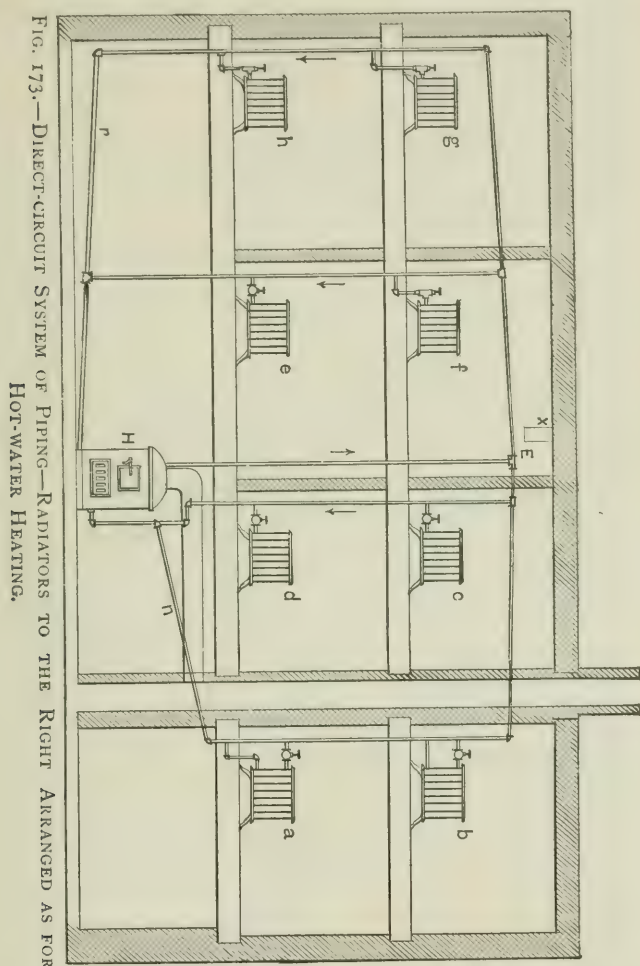 x
E
g
f
c
b
h
e
d
a
H
r
n
FIG. 173.—DIRECT-CIRCUIT SYSTEM OF PIPING—RADIATORS TO THE RIGHT ARRANGED AS FOR
HOT-WATER HEATING.